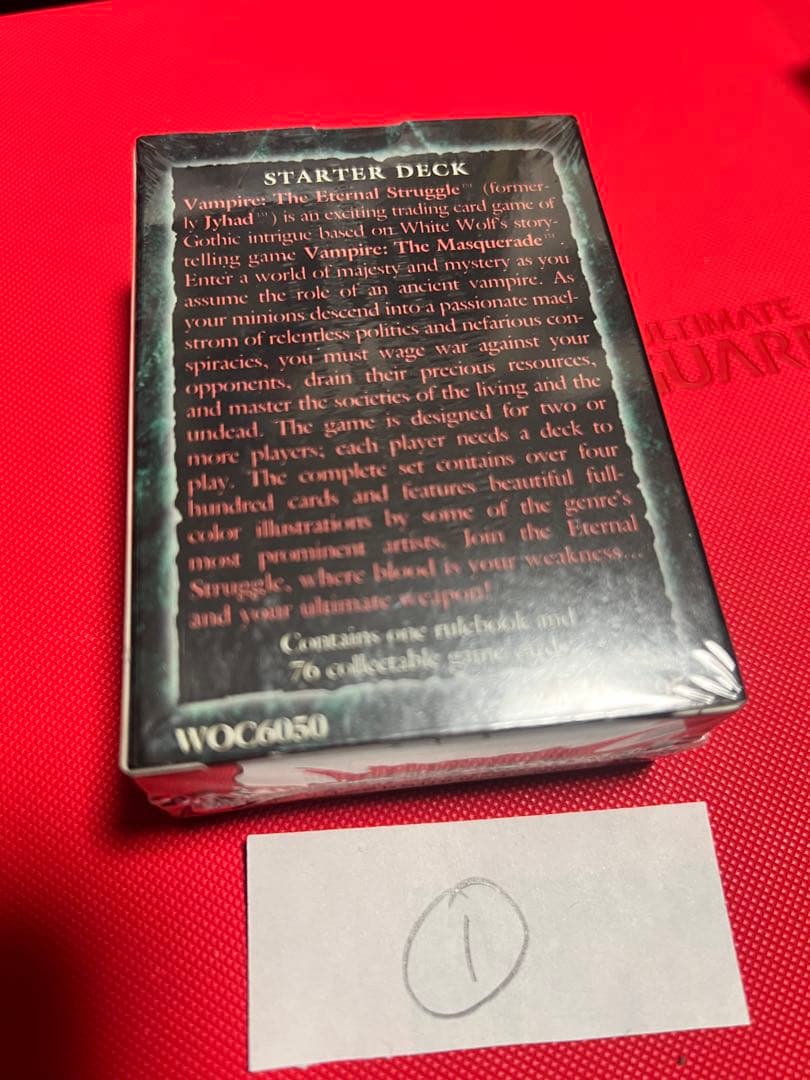 STARTER DECK
Vampire: The Eternal Struggle™ (former-
ly Jyhad™) is an exciting trading card game of
Gothic intrigue based on White Wolf's story-
telling game Vampire: The Masquerade™.
Enter a world of majesty and mystery as you
assume the role of an ancient vampire. As
your minions descend into a passionate mael-
strom of relentless politics and nefarious con-
spiracies, you must wage war against your
opponents, drain their precious resources,
and master the societies of the living and the
undead. The game is designed for two or
more players; each player needs a deck to
play. The complete set contains over four
hundred cards and features beautiful full-
color illustrations by some of the genre's
most prominent artists. Join the Eternal
Struggle, where blood is your weakness...
and your ultimate weapon!
Contains one rulebook and
76 collectable game cards
WOC6050
ULTIMATE
GUARD
1